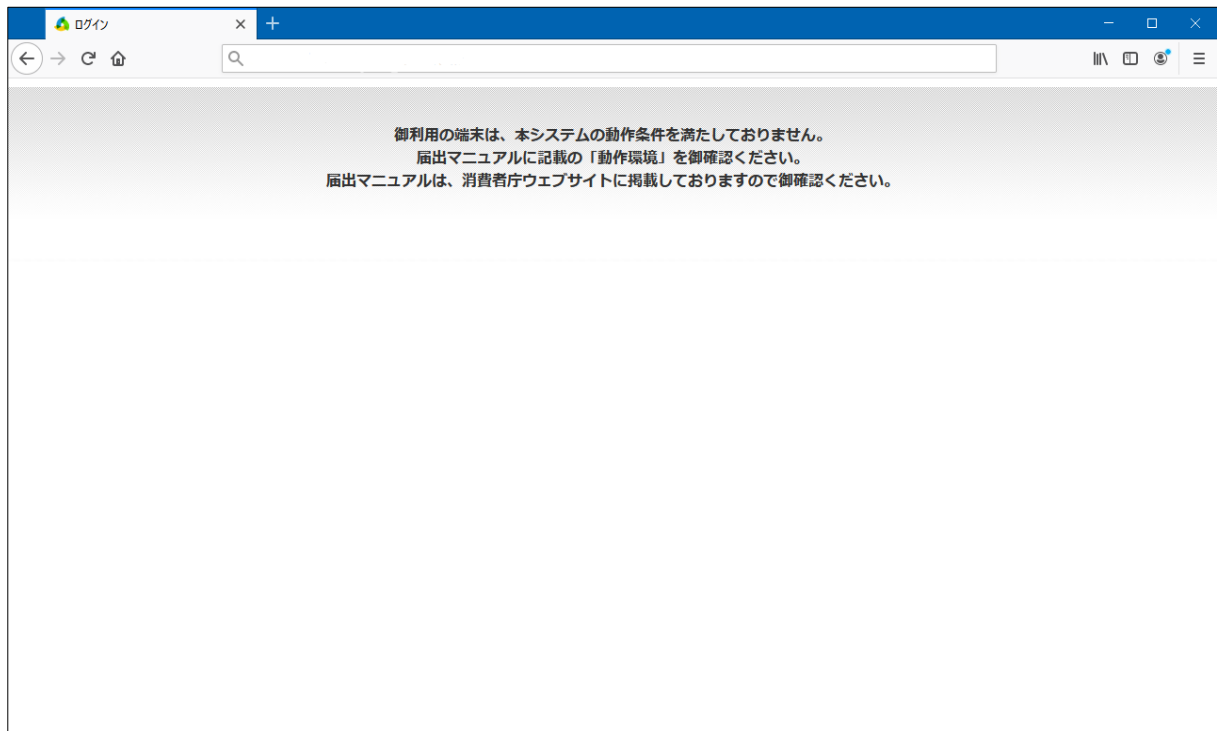 ログイン
御利用の端末は、本システムの動作条件を満たしておりません。
届出マニュアルに記載の「動作環境」を御確認ください。
届出マニュアルは、消費者庁ウェブサイトに掲載しておりますので御確認ください。